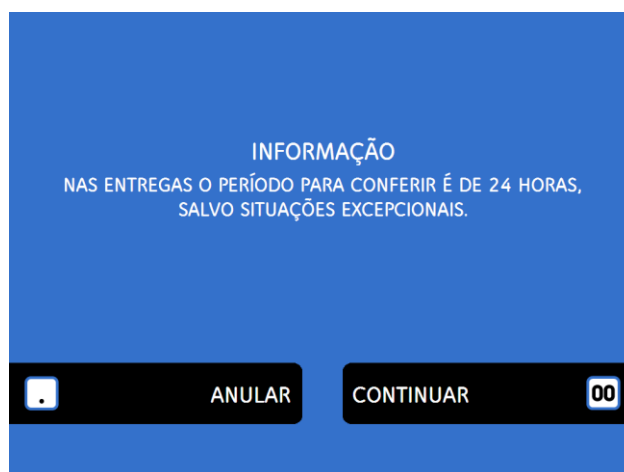 INFORMAÇÃO
NAS ENTREGAS O PERÍODO PARA CONFERIR É DE 24 HORAS,
SALVO SITUAÇÕES EXCEPCIONAIS.
. ANULAR CONTINUAR 00